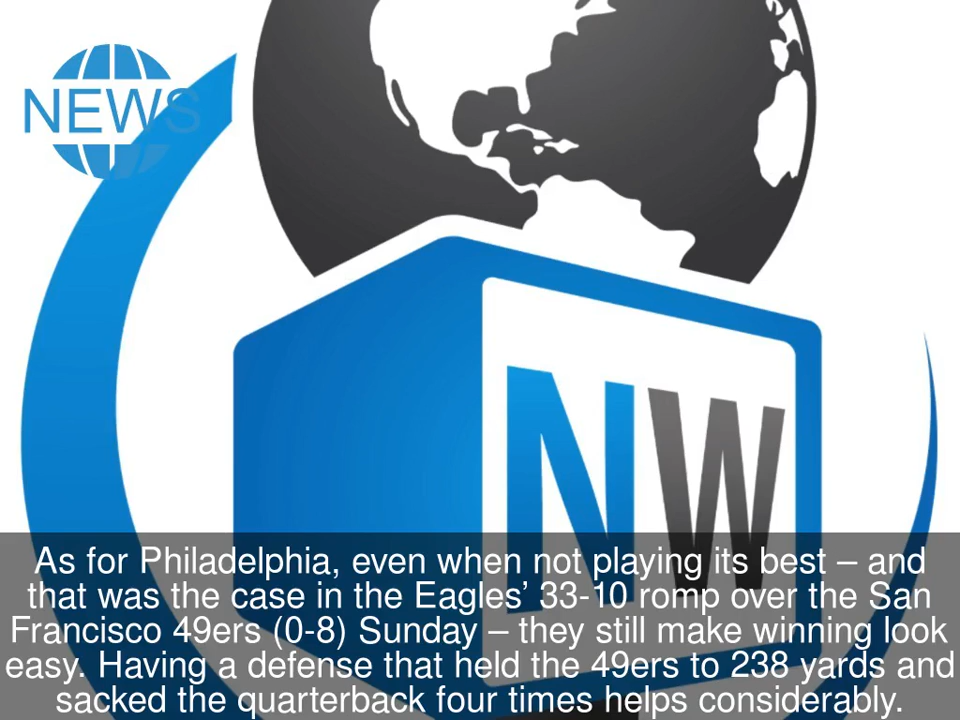 NEWS
NW
As for Philadelphia, even when not playing its best – and
that was the case in the Eagles’ 33-10 romp over the San
Francisco 49ers (0-8) Sunday – they still make winning look
easy. Having a defense that held the 49ers to 238 yards and
sacked the quarterback four times helps considerably.